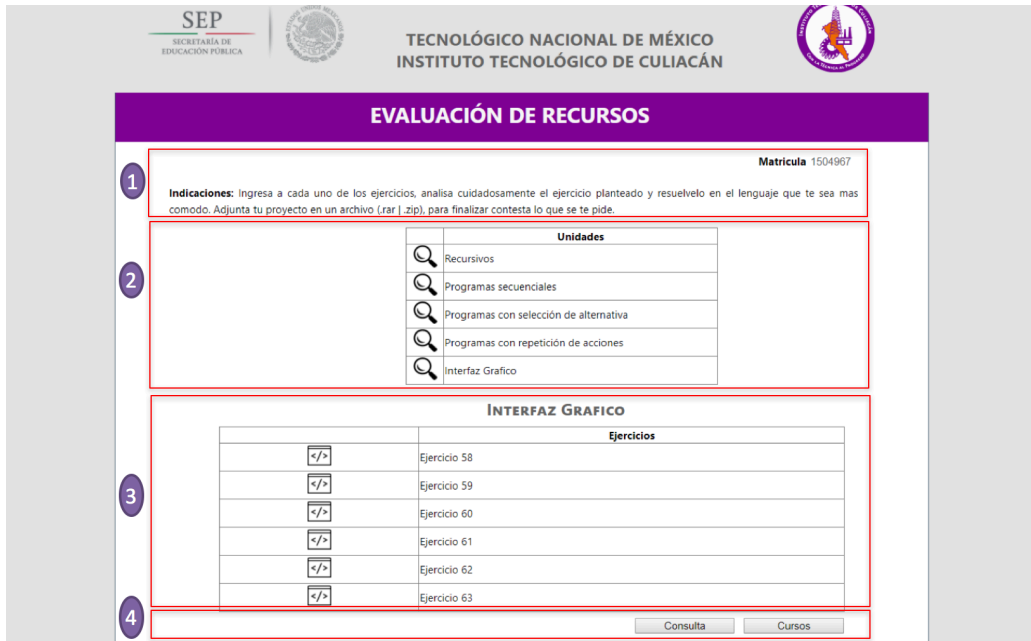 SEP
SECRETARÍA DE
EDUCACIÓN PÚBLICA
TECNOLÓGICO NACIONAL DE MÉXICO
INSTITUTO TECNOLÓGICO DE CULIACÁN
EVALUACIÓN DE RECURSOS
Matricula 1504967
1
Indicaciones: Ingresa a cada uno de los ejercicios, analisa cuidadosamente el ejercicio planteado y resuelvelo en el lenguaje que te sea mas
comodo. Adjunta tu proyecto en un archivo (.rar | .zip), para finalizar contesta lo que se te pide.
2
Unidades
Recursivos
Programas secuenciales
Programas con selección de alternativa
Programas con repetición de acciones
Interfaz Grafico
3
INTERFAZ GRAFICO
Ejercicios
</> Ejercicio 58
</> Ejercicio 59
</> Ejercicio 60
</> Ejercicio 61
</> Ejercicio 62
</> Ejercicio 63
4
Consulta Cursos